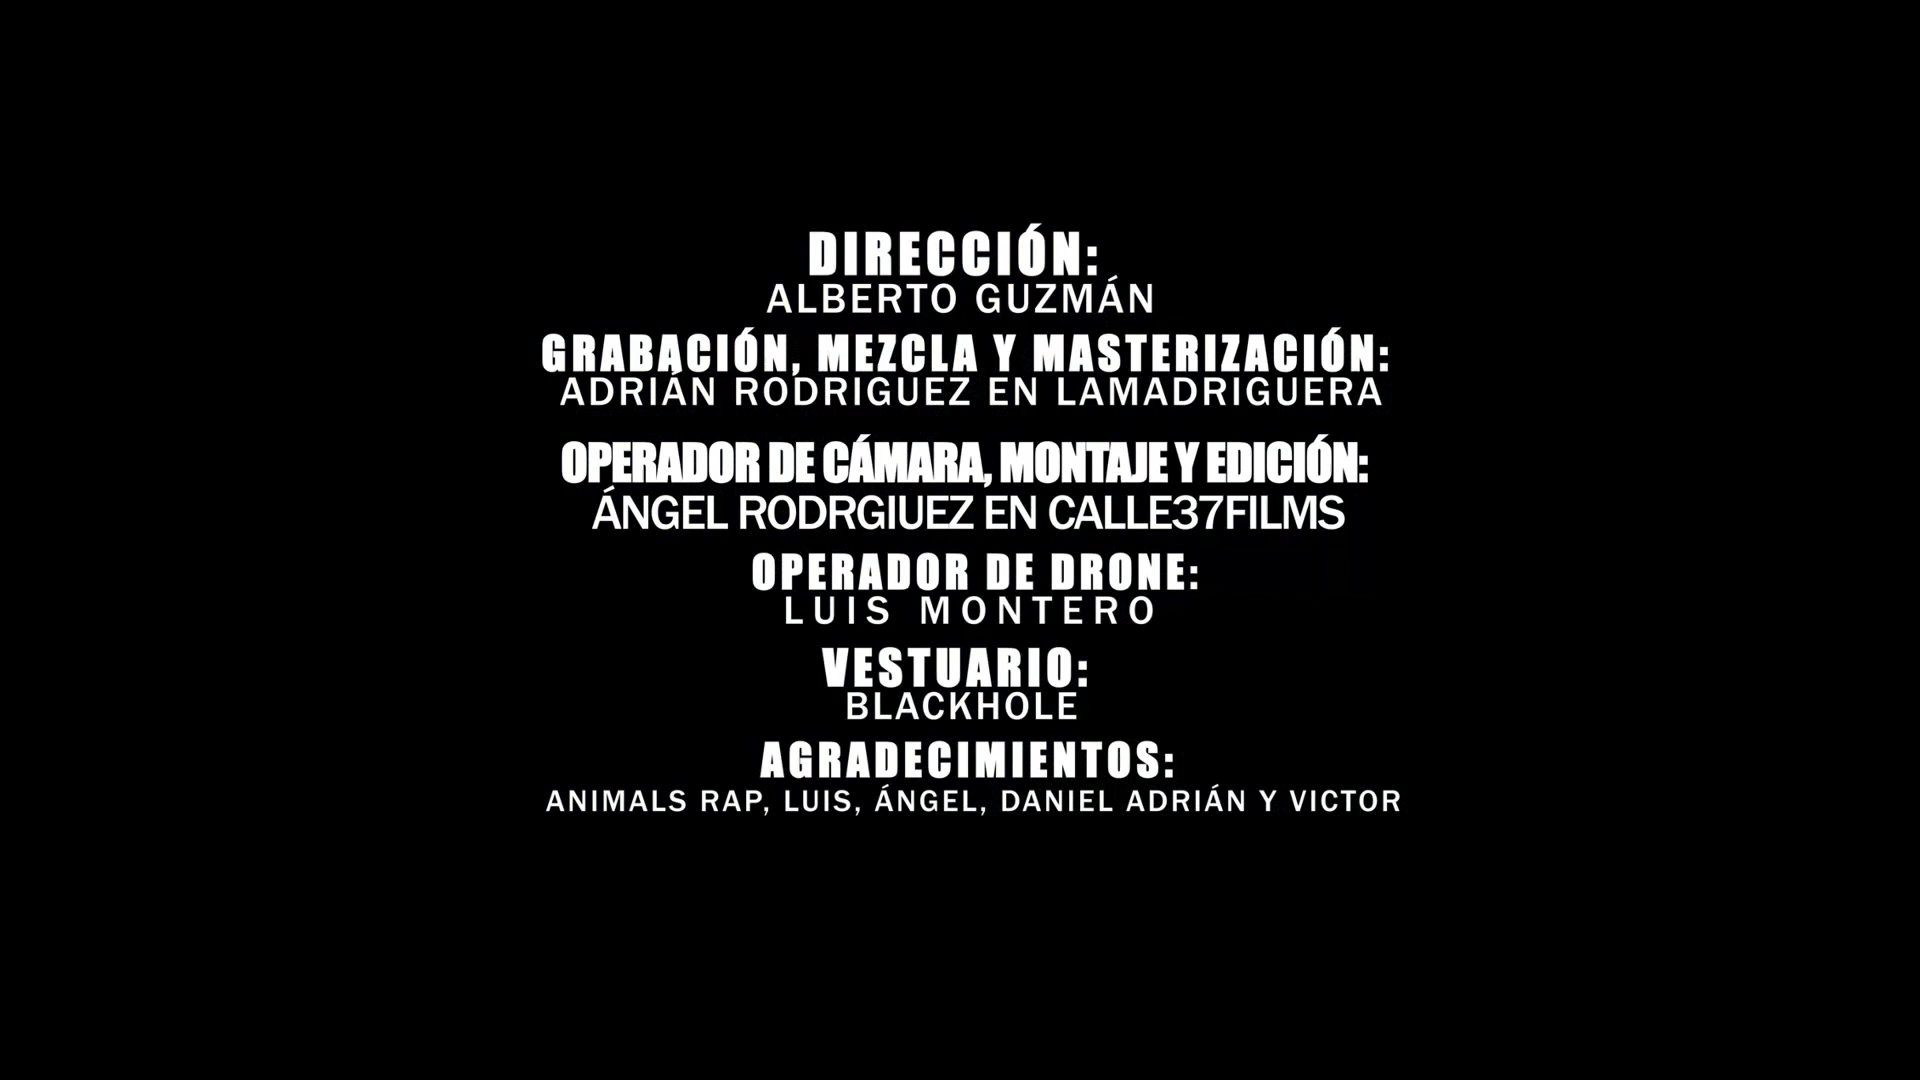 DIRECCIÓN:
ALBERTO GUZMÁN
GRABACIÓN, MEZCLA Y MASTERIZACIÓN:
ADRIÁN RODRIGUEZ EN LAMADRIGUERA
OPERADOR DE CÁMARA, MONTAJE Y EDICIÓN:
ÁNGEL RODRGIUEZ EN CALLE37FILMS
OPERADOR DE DRONE:
LUIS MONTERO
VESTUARIO:
BLACKHOLE
AGRADECIMIENTOS:
ANIMALS RAP, LUIS, ÁNGEL, DANIEL ADRIÁN Y VICTOR